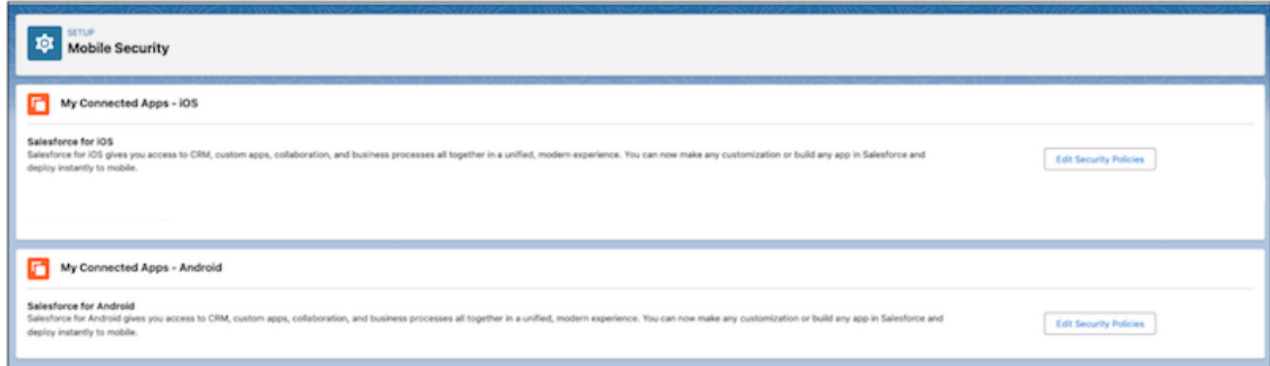 SETUP
Mobile Security
My Connected Apps - iOS
Salesforce for iOS
Salesforce for iOS gives you access to CRM, custom apps, collaboration, and business processes all together in a unified, modern experience. You can now make any customization or build any app in Salesforce and
deploy instantly to mobile.
Edit Security Policies
My Connected Apps - Android
Salesforce for Android
Salesforce for Android gives you access to CRM, custom apps, collaboration, and business processes all together in a unified, modern experience. You can now make any customization or build any app in Salesforce and
deploy instantly to mobile.
Edit Security Policies